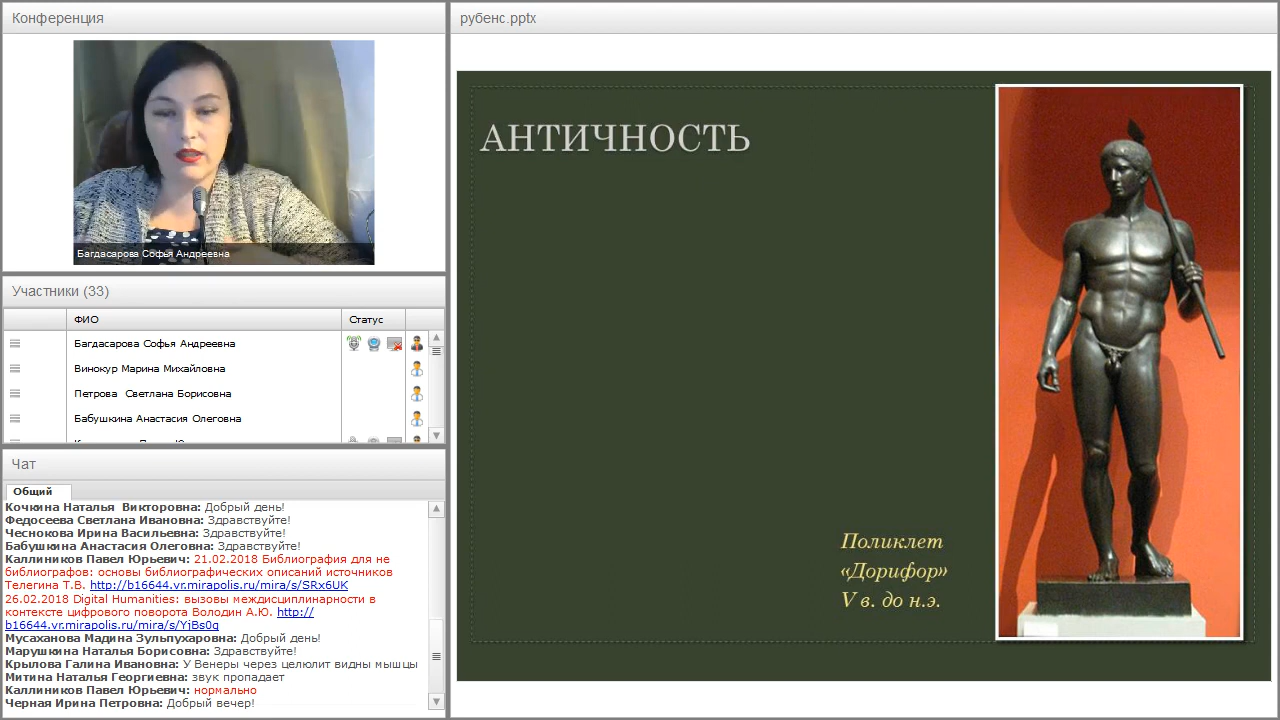 Конференция
Багдасарова Софья Андреевна
Участники (33)
ФИО
Статус
Багдасарова Софья Андреевна
Винокур Марина Михайловна
Петрова Светлана Борисовна
Бабушкина Анастасия Олеговна
Чат
Общий
Кочкина Наталья Викторовна: Добрый день!
Федосеева Светлана Ивановна: Здравствуйте!
Чеснокова Ирина Васильевна: Здравствуйте!
Бабушкина Анастасия Олеговна: Здравствуйте!
Каллиников Павел Юрьевич: 21.02.2018 Библиография для не
библиографов: основы библиографических описаний источников
Телегина Т.В. http://b16644.vr.mirapolis.ru/mira/s/SRx6UK
26.02.2018 Digital Humanities: вызовы междисциплинарности в
контексте цифрового поворота Володин А.Ю. http://
b16644.vr.mirapolis.ru/mira/s/YjBs0g
Мусаханова Мадина Зульпухаровна: Добрый день!
Марушкина Наталья Борисовна: Здравствуйте!
Крылова Галина Ивановна: У Венеры через целюлит видны мышцы
Митина Наталья Георгиевна: звук пропадает
Каллиников Павел Юрьевич: нормально
Черная Ирина Петровна: Добрый вечер!
рубенс.pptx
АНТИЧНОСТЬ
Поликлет
«Дорифор»
V в. до н.э.